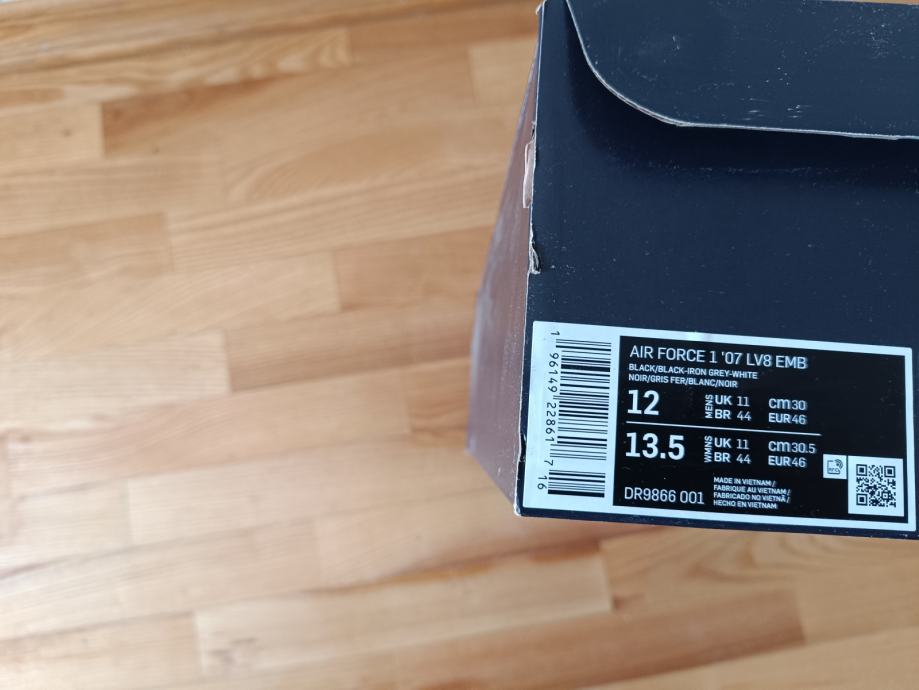 AIR FORCE 1 '07 LV8 EMB
BLACK/BLACK-IRON GREY-WHITE
NOIR/GRIS FER/BLANC/NOIR
12 MENS UK 11 cm 30
BR 44 EUR 46
13.5 WMNS UK 11 cm 30.5
BR 44 EUR 46
DR9866 001
MADE IN VIETNAM /
FABRIQUE AU VIETNAM /
FABRICADO NO VIETNÃ /
HECHO EN VIETNAM
1 96149 22861 7 16